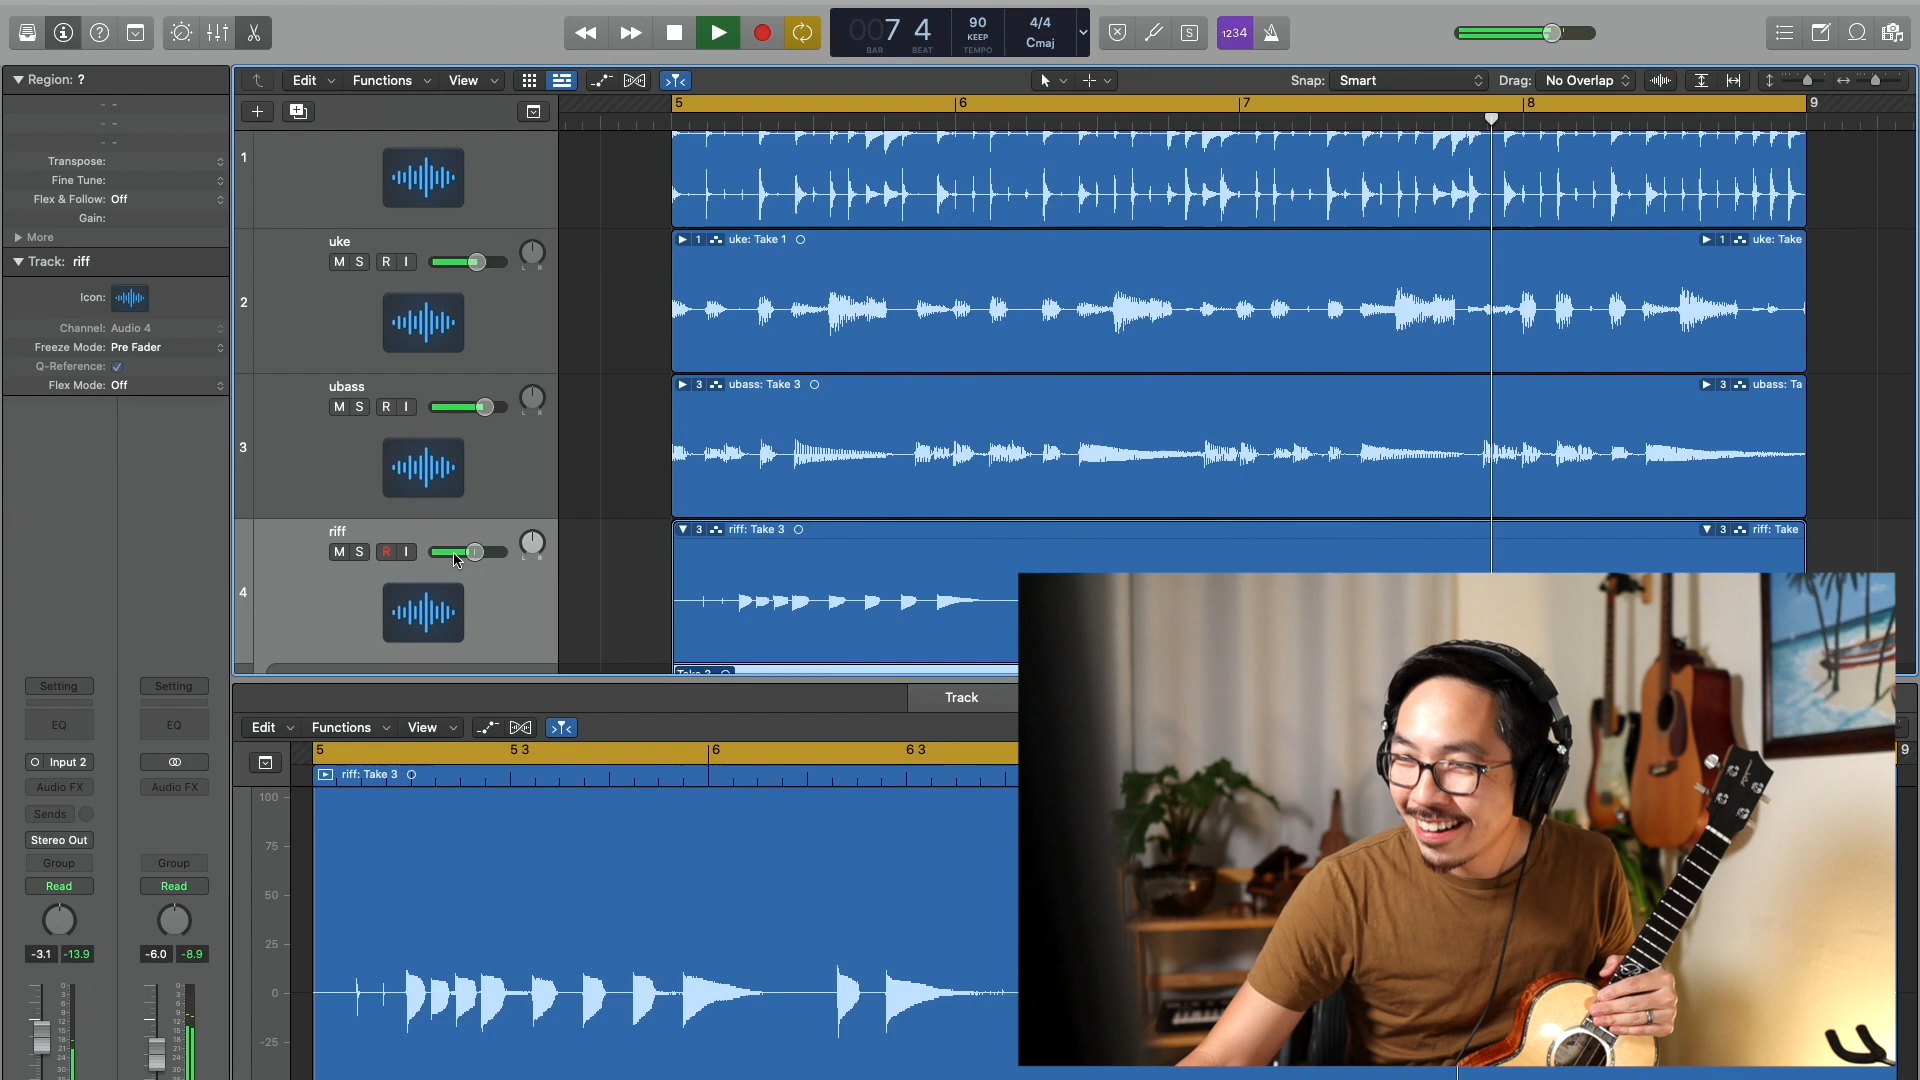 007 4
BAR BEAT
90
KEEP
TEMPO
4/4
Cmaj
S
1234
Region: ?
Transpose:
Fine Tune:
Flex & Follow: Off
Gain:
More
Track: riff
Icon:
Channel: Audio 4
Freeze Mode: Pre Fader
Q-Reference:
Flex Mode: Off
Setting Setting
EQ EQ
Input 2
Audio FX Audio FX
Sends
Stereo Out
Group Group
Read Read
-3.1 -13.9 -6.0 -8.9
Edit Functions View
Snap: Smart
Drag: No Overlap
5 6 7 8 9
1
uke
M S R I
L R
2
1 uke: Take 1
1 uke: Take
ubass
M S R I
L R
3
3 ubass: Take 3
3 ubass: Ta
riff
M S R I
L R
4
3 riff: Take 3
3 riff: Take
Track
Edit Functions View
5 5 3 6 6 3 9
riff: Take 3
100
75
50
25
0
-25